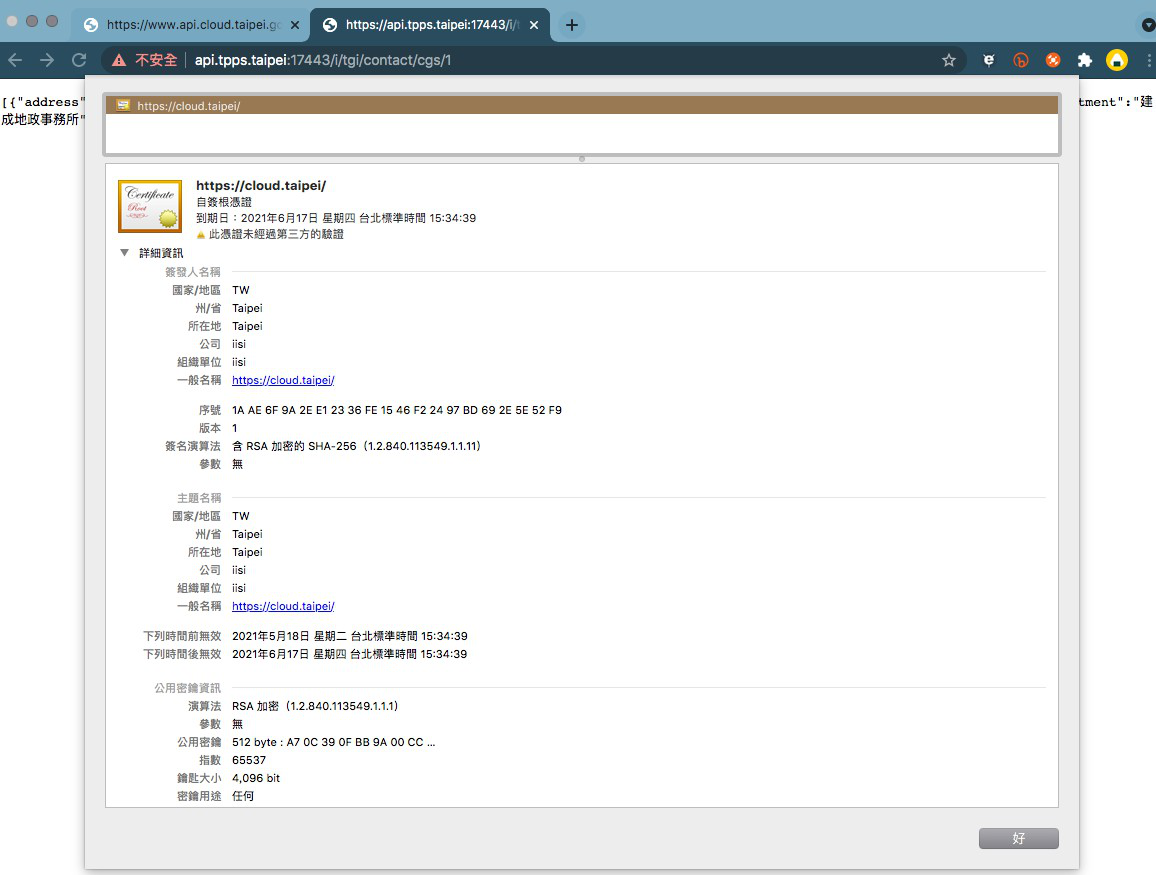 https://www.api.cloud.taipei.go
https://api.tpps.taipei:17443/i/t
不安全 api.tpps.taipei:17443/i/tgi/contact/cgs/1
[{"address"
tment":"建
成地政事務所"
https://cloud.taipei/
Certificate
Root
https://cloud.taipei/
自簽根憑證
到期日：2021年6月17日 星期四 台北標準時間 15:34:39
此憑證未經過第三方的驗證
詳細資訊
簽發人名稱
國家/地區 TW
州/省 Taipei
所在地 Taipei
公司 iisi
組織單位 iisi
一般名稱 https://cloud.taipei/
序號 1A AE 6F 9A 2E E1 23 36 FE 15 46 F2 24 97 BD 69 2E 5E 52 F9
版本 1
簽名演算法 含 RSA 加密的 SHA-256（1.2.840.113549.1.1.11）
參數 無
主題名稱
國家/地區 TW
州/省 Taipei
所在地 Taipei
公司 iisi
組織單位 iisi
一般名稱 https://cloud.taipei/
下列時間前無效 2021年5月18日 星期二 台北標準時間 15:34:39
下列時間後無效 2021年6月17日 星期四 台北標準時間 15:34:39
公用密鑰資訊
演算法 RSA 加密（1.2.840.113549.1.1.1）
參數 無
公用密鑰 512 byte : A7 0C 39 0F BB 9A 00 CC ...
指數 65537
鑰匙大小 4,096 bit
密鑰用途 任何
好